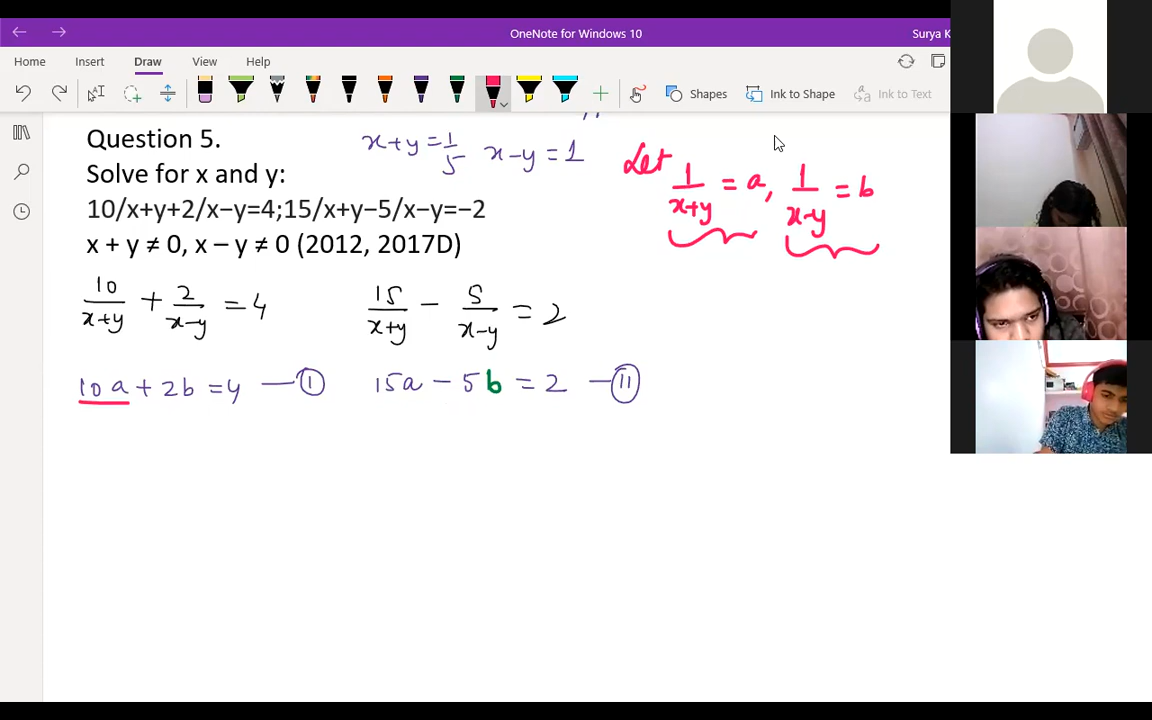 OneNote for Windows 10
Surya K
Home Insert Draw View Help
Shapes Ink to Shape Ink to Text
Question 5.
Solve for x and y:
10/x+y+2/x−y=4;15/x+y−5/x−y=−2
x + y ≠ 0, x – y ≠ 0 (2012, 2017D)
x+y = 1/5 x-y = 1
Let 1/x+y = a, 1/x-y = b
10/x+y + 2/x-y = 4 15/x+y - 5/x-y = 2
10a + 2b = 4 — I 15a - 5b = 2 — II